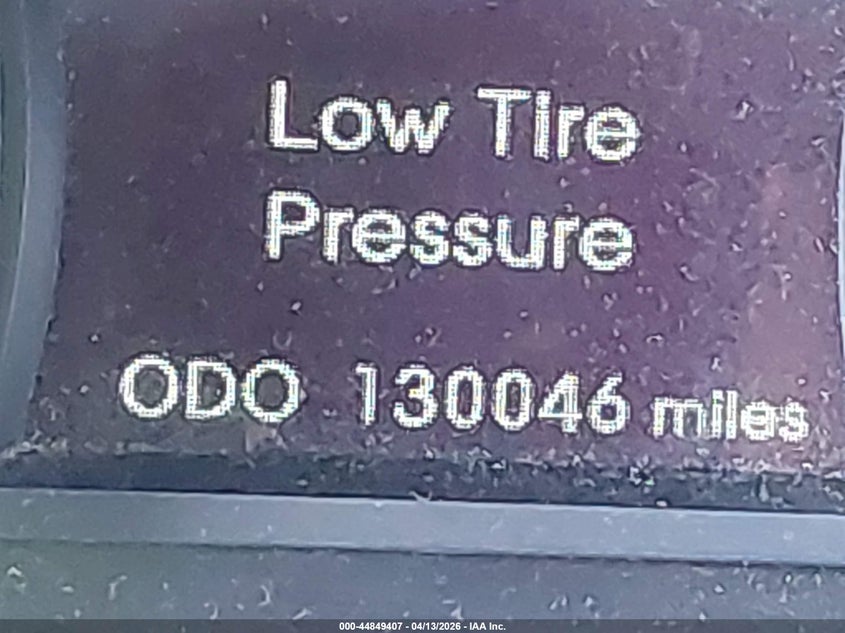 Low Tire
Pressure
ODO 130046 miles
000-44849407 - 04/13/2026 - IAA Inc.